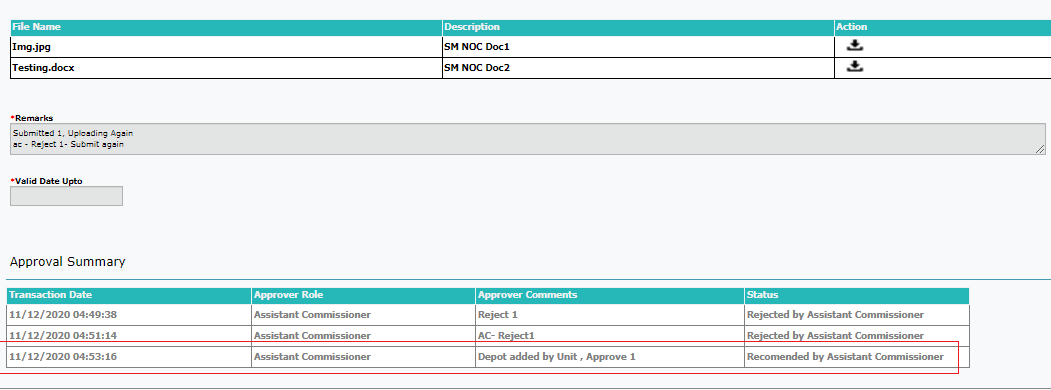 File Name Description Action
Img.jpg SM NOC Doc1
Testing.docx SM NOC Doc2
*Remarks
Submitted 1, Uploading Again
ac - Reject 1- Submit again
*Valid Date Upto
Approval Summary
Transaction Date Approver Role Approver Comments Status
11/12/2020 04:49:38 Assistant Commissioner Reject 1 Rejected by Assistant Commissioner
11/12/2020 04:51:14 Assistant Commissioner AC- Reject1 Rejected by Assistant Commissioner
11/12/2020 04:53:16 Assistant Commissioner Depot added by Unit , Approve 1 Recomended by Assistant Commissioner